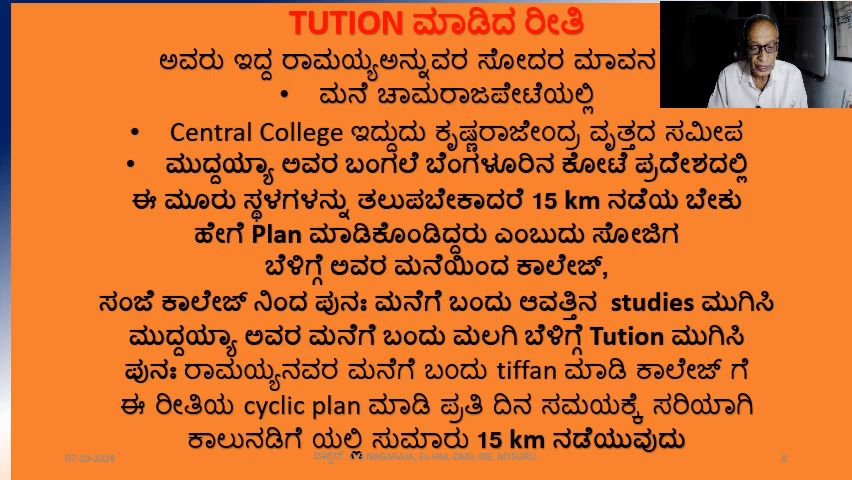 TUTION ಮಾಡಿದ ರೀತಿ
ಅವರು ಇದ್ದ ರಾಮಯ್ಯಅನ್ನುವರ ಸೋದರ ಮಾವನ
• ಮನೆ ಚಾಮರಾಜಪೇಟೆಯಲ್ಲಿ
• Central College ಇದ್ದುದು ಕೃಷ್ಣರಾಜೇಂದ್ರ ವೃತ್ತದ ಸಮೀಪ
• ಮುದ್ದಯ್ಯಾ ಅವರ ಬಂಗಲೆ ಬೆಂಗಳೂರಿನ ಕೋಟೆ ಪ್ರದೇಶದಲ್ಲಿ
ಈ ಮೂರು ಸ್ಥಳಗಳನ್ನು ತಲುಪಬೇಕಾದರೆ 15 km ನಡೆಯ ಬೇಕು
ಹೇಗೆ Plan ಮಾಡಿಕೊಂಡಿದ್ದರು ಎಂಬುದು ಸೋಜಿಗ
ಬೆಳಿಗ್ಗೆ ಅವರ ಮನೆಯಿಂದ ಕಾಲೇಜ್,
ಸಂಜೆ ಕಾಲೇಜ್ ನಿಂದ ಪುನಃ ಮನೆಗೆ ಬಂದು ಆವತ್ತಿನ studies ಮುಗಿಸಿ
ಮುದ್ದಯ್ಯಾ ಅವರ ಮನೆಗೆ ಬಂದು ಮಲಗಿ ಬೆಳಿಗ್ಗೆ Tution ಮುಗಿಸಿ
ಪುನಃ ರಾಮಯ್ಯನವರ ಮನೆಗೆ ಬಂದು tiffan ಮಾಡಿ ಕಾಲೇಜ್ ಗೆ
ಈ ರೀತಿಯ cyclic plan ಮಾಡಿ ಪ್ರತಿ ದಿನ ಸಮಯಕ್ಕೆ ಸರಿಯಾಗಿ
ಕಾಲುನಡಿಗೆ ಯಲ್ಲಿ ಸುಮಾರು 15 km ನಡೆಯುವುದು
07-10-2024
NAGARAJA, Ex HM, DMS, RIE, MYSURU.